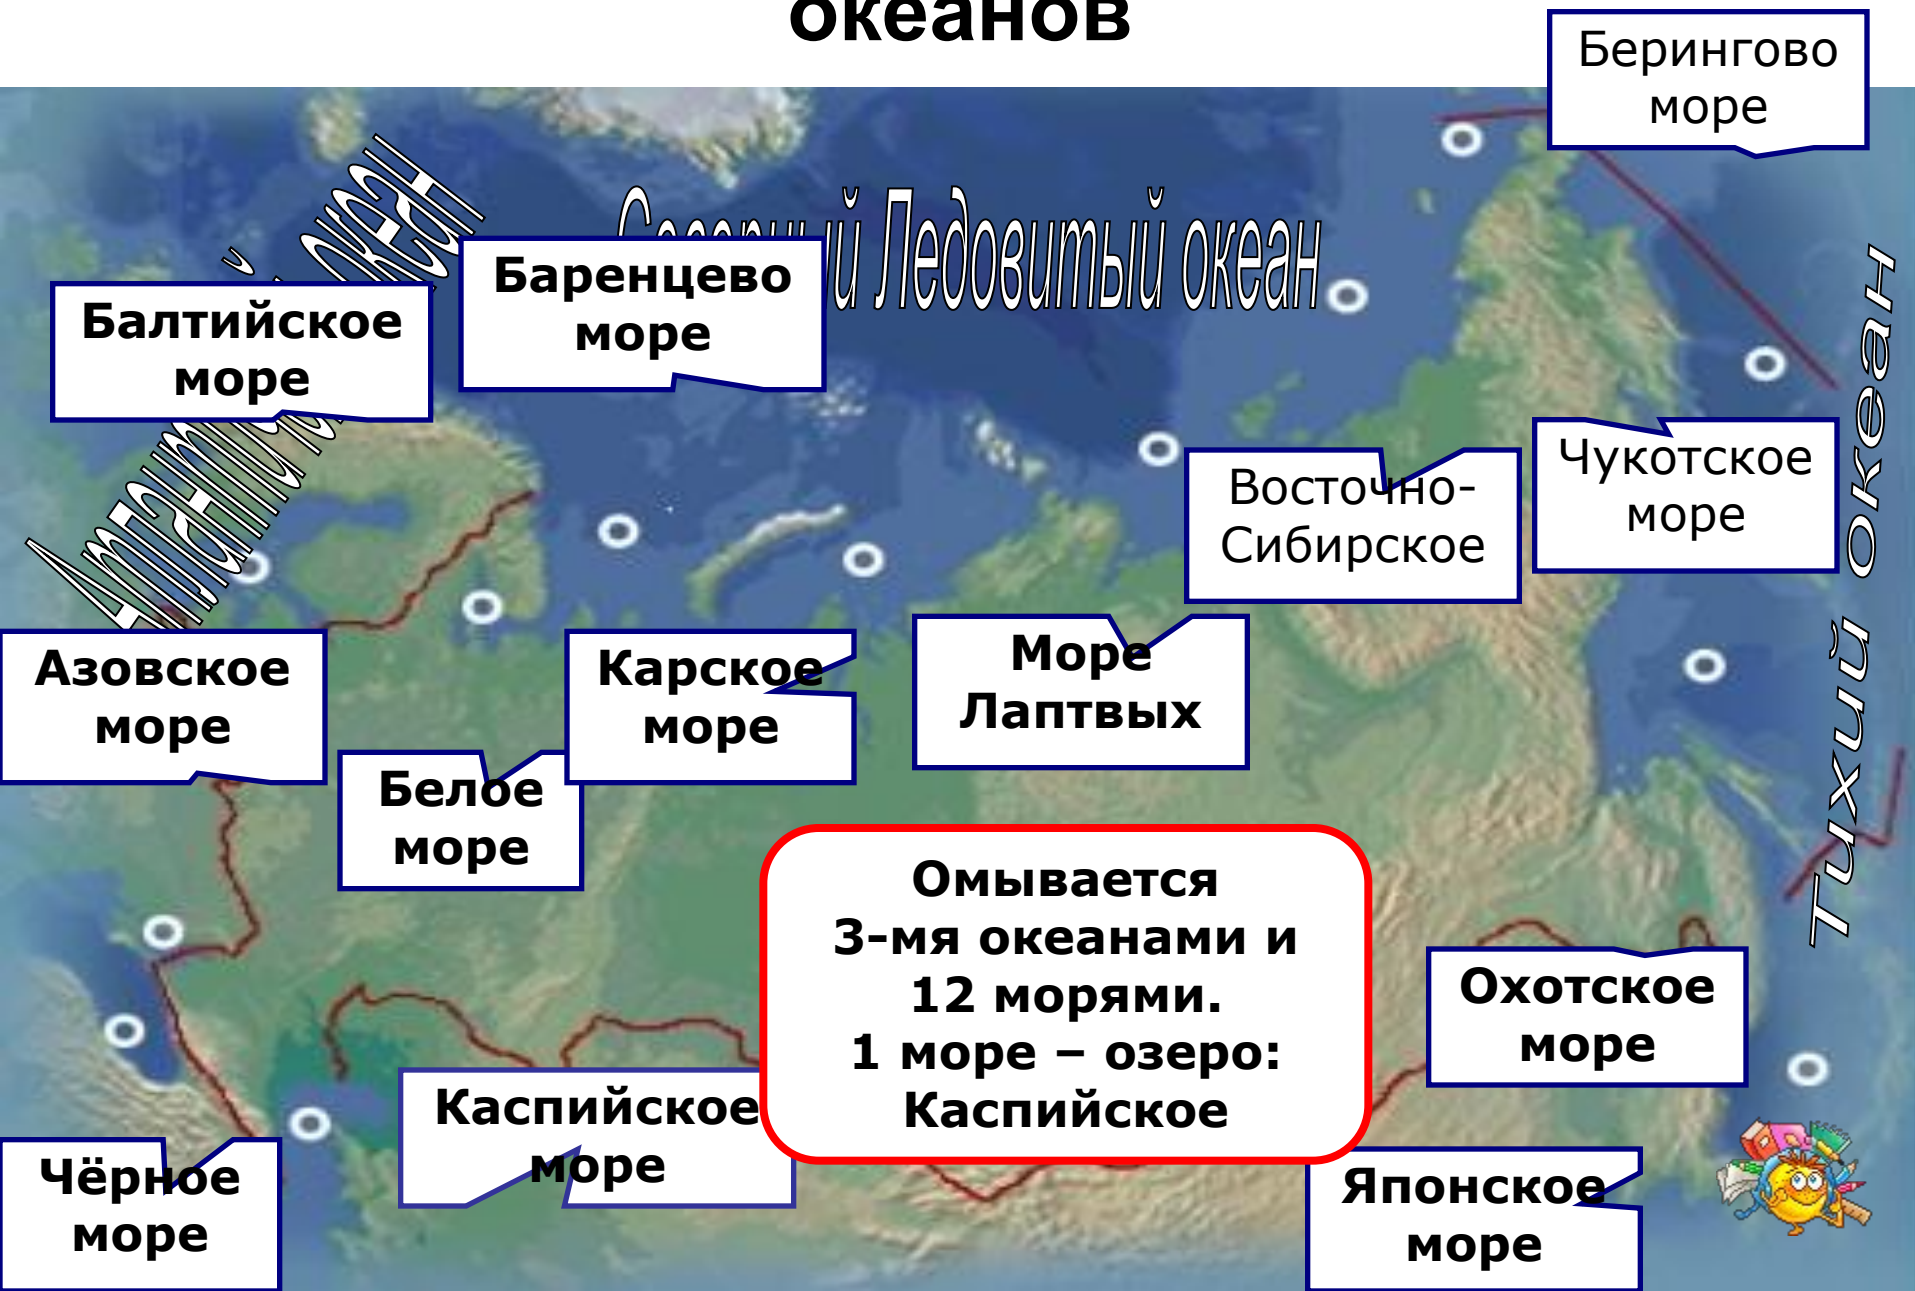 океанов
Берингово
море
Северный Ледовитый океан
Баренцево
море
Балтийское
море
океан
Тихий океан
Чукотское
море
Восточно-
Сибирское
Азовское
море
Карское
море
Море
Лаптвых
Белое
море
Омывается
3-мя океанами и
12 морями.
1 море – озеро:
Каспийское
Охотское
море
Каспийское
море
Чёрное
море
Японское
море